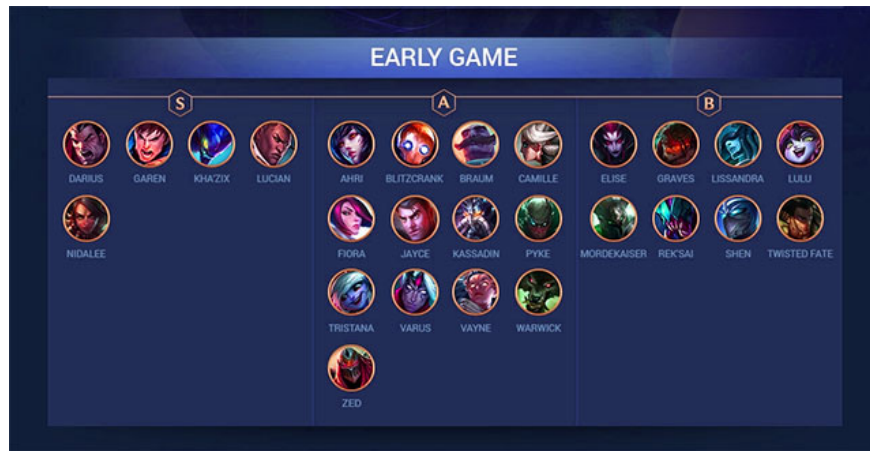 EARLY GAME
S
DARIUS GAREN KHA'ZIX LUCIAN
NIDALEE
A
AHRI BLITZCRANK BRAUM CAMILLE
FIORA JAYCE KASSADIN PYKE
TRISTANA VARUS VAYNE WARWICK
ZED
B
ELISE GRAVES LISSANDRA LULU
MORDEKAISER REK'SAI SHEN TWISTED FATE